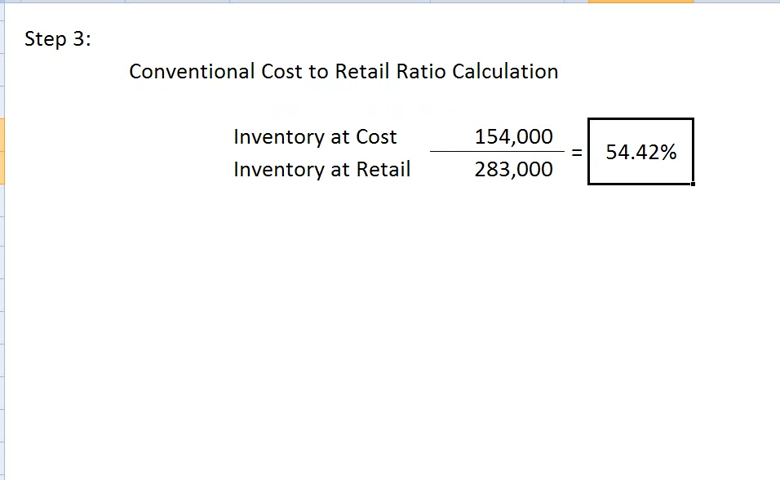 Step 3:
Conventional Cost to Retail Ratio Calculation
Inventory at Cost 154,000
= 54.42%
Inventory at Retail 283,000